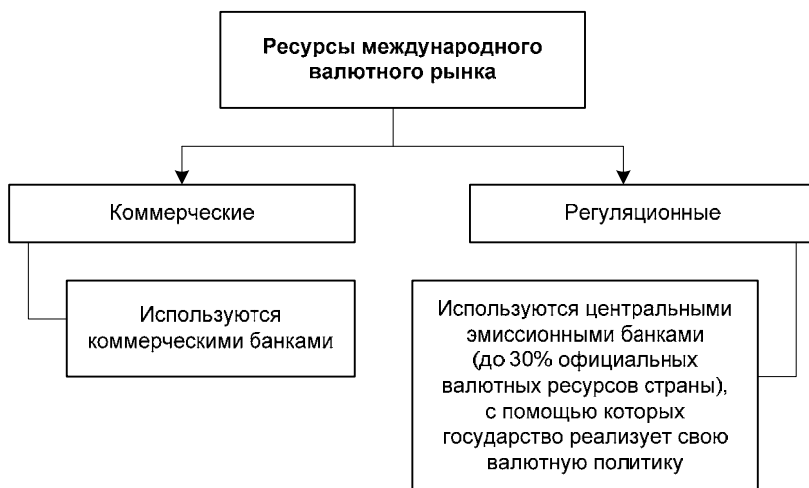 Ресурсы международного
валютного рынка
Коммерческие
Регуляционные
Используются
коммерческими банками
Используются центральными
эмиссионными банками
(до 30% официальных
валютных ресурсов страны),
с помощью которых
государство реализует свою
валютную политику